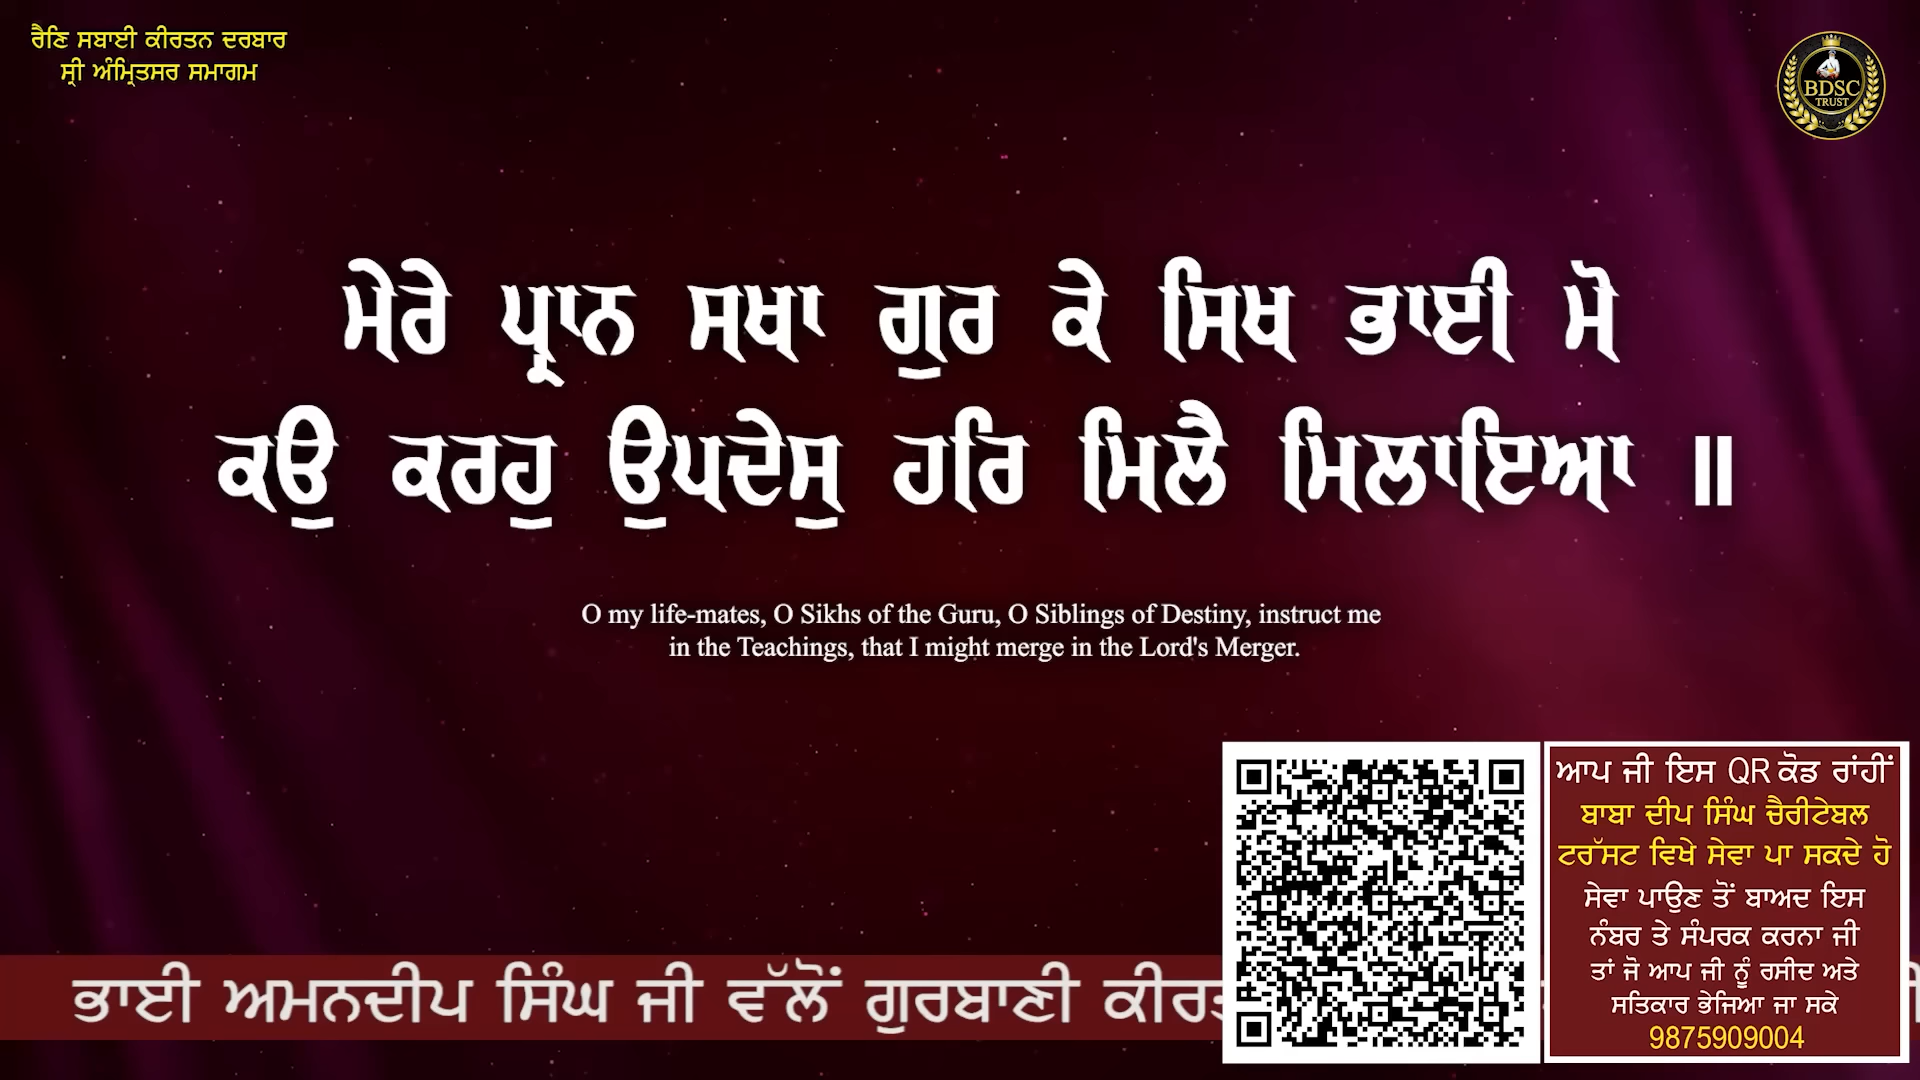 ਰੈਣਿ ਸਬਾਈ ਕੀਰਤਨ ਦਰਬਾਰ
ਸ੍ਰੀ ਅੰਮ੍ਰਿਤਸਰ ਸਮਾਗਮ
BDSC
TRUST
ਮੇਰੇ ਪ੍ਰਾਨ ਸਖਾ ਗੁਰ ਕੇ ਸਿਖ ਭਾਈ ਮੋ
ਕਉ ਕਰਹੁ ਉਪਦੇਸੁ ਹਰਿ ਮਿਲੈ ਮਿਲਾਇਆ ॥
O my life-mates, O Sikhs of the Guru, O Siblings of Destiny, instruct me
in the Teachings, that I might merge in the Lord's Merger.
ਆਪ ਜੀ ਇਸ QR ਕੋਡ ਰਾਂਹੀਂ
ਬਾਬਾ ਦੀਪ ਸਿੰਘ ਚੈਰੀਟੇਬਲ
ਟਰੱਸਟ ਵਿਖੇ ਸੇਵਾ ਪਾ ਸਕਦੇ ਹੋ
ਸੇਵਾ ਪਾਉਣ ਤੋਂ ਬਾਅਦ ਇਸ
ਨੰਬਰ ਤੇ ਸੰਪਰਕ ਕਰਨਾ ਜੀ
ਤਾਂ ਜੋ ਆਪ ਜੀ ਨੂੰ ਰਸੀਦ ਅਤੇ
ਸਤਿਕਾਰ ਭੇਜਿਆ ਜਾ ਸਕੇ
9875909004
ਭਾਈ ਅਮਨਦੀਪ ਸਿੰਘ ਜੀ ਵੱਲੋਂ ਗੁਰਬਾਣੀ